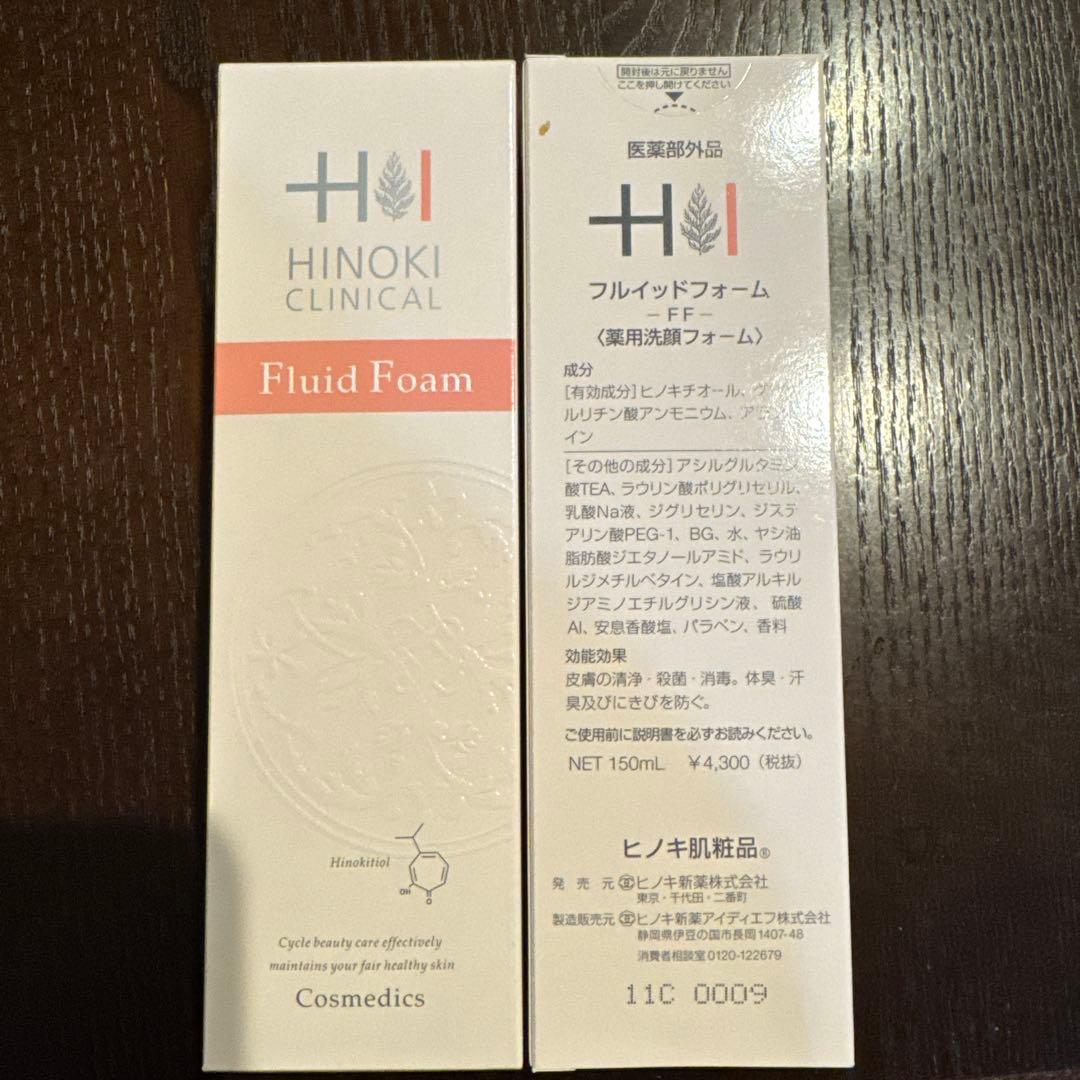 HINOKI
CLINICAL
Fluid Foam
Hinokitiol
OH
O
Cycle beauty care effectively
maintains your fair healthy skin
Cosmedics
開封後は元に戻りません
ここを押し開けてください
医薬部外品
フルイッドフォーム
－FF－
〈薬用洗顔フォーム〉
成分
[有効成分]ヒノキチオール、グ
ルリチン酸アンモニウム、ア
イン
[その他の成分]アシルグルタミン
酸TEA、ラウリン酸ポリグリセリル、
乳酸Na液、ジグリセリン、ジステ
アリン酸PEG-1、BG、水、ヤシ油
脂肪酸ジエタノールアミド、ラウリ
ルジメチルベタイン、塩酸アルキル
ジアミノエチルグリシン液、硫酸
Al、安息香酸塩、パラベン、香料
効能効果
皮膚の清浄・殺菌・消毒。体臭・汗
臭及びにきびを防ぐ。
ご使用前に説明書を必ずお読みください。
NET 150mL ¥4,300（税抜）
ヒノキ肌粧品®
発売元 ヒノキ新薬株式会社
東京・千代田・二番町
製造販売元 ヒノキ新薬アイディエフ株式会社
静岡県伊豆の国市長岡1407-48
消費者相談室0120-122679
11C 0009